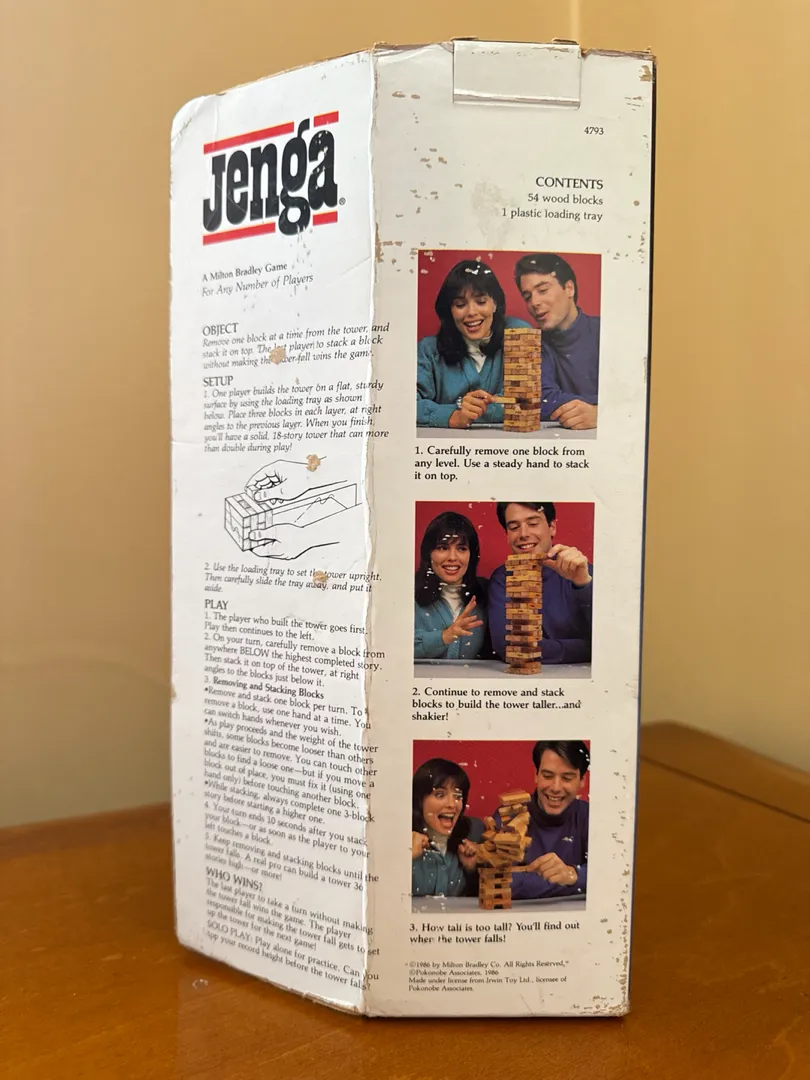 Jenga®
A Milton Bradley Game
For Any Number of Players
OBJECT
Remove one block at a time from the tower, and
stack it on top. The last player to stack a block
without making the tower fall wins the game.
SETUP
1. One player builds the tower on a flat, sturdy
surface by using the loading tray as shown
below. Place three blocks in each layer, at right
angles to the previous layer. When you finish,
you'll have a solid, 18-story tower that can more
than double during play!
2. Use the loading tray to set the tower upright.
Then carefully slide the tray away, and put it
aside.
PLAY
1. The player who built the tower goes first.
Play then continues to the left.
2. On your turn, carefully remove a block from
anywhere BELOW the highest completed story.
Then stack it on top of the tower, at right
angles to the blocks just below it.
3. Removing and Stacking Blocks
•Remove and stack one block per turn. To
remove a block, use one hand at a time. You
can switch hands whenever you wish.
•As play proceeds and the weight of the tower
shifts, some blocks become looser than others
and are easier to remove. You can touch other
blocks to find a loose one—but if you move a
block out of place, you must fix it (using one
hand only) before touching another block.
•While stacking, always complete one 3-block
story before starting a higher one.
4. Your turn ends 10 seconds after you stack
your block—or as soon as the player to your
left touches a block.
5. Keep removing and stacking blocks until the
tower falls. A real pro can build a tower 36
stories high—or more!
WHO WINS?
The last player to take a turn without making
the tower fall wins the game. The player
responsible for making the tower fall gets to set
up the tower for the next game!
SOLO PLAY: Play alone for practice. Can you
top your record height before the tower falls?
4793
CONTENTS
54 wood blocks
1 plastic loading tray
1. Carefully remove one block from
any level. Use a steady hand to stack
it on top.
2. Continue to remove and stack
blocks to build the tower taller...and
shakier!
3. How tall is too tall? You'll find out
when the tower falls!
©1986 by Milton Bradley Co. All Rights Reserved.
©Pokonobe Associates, 1986
Made under license from Irwin Toy Ltd., licensee of
Pokonobe Associates.